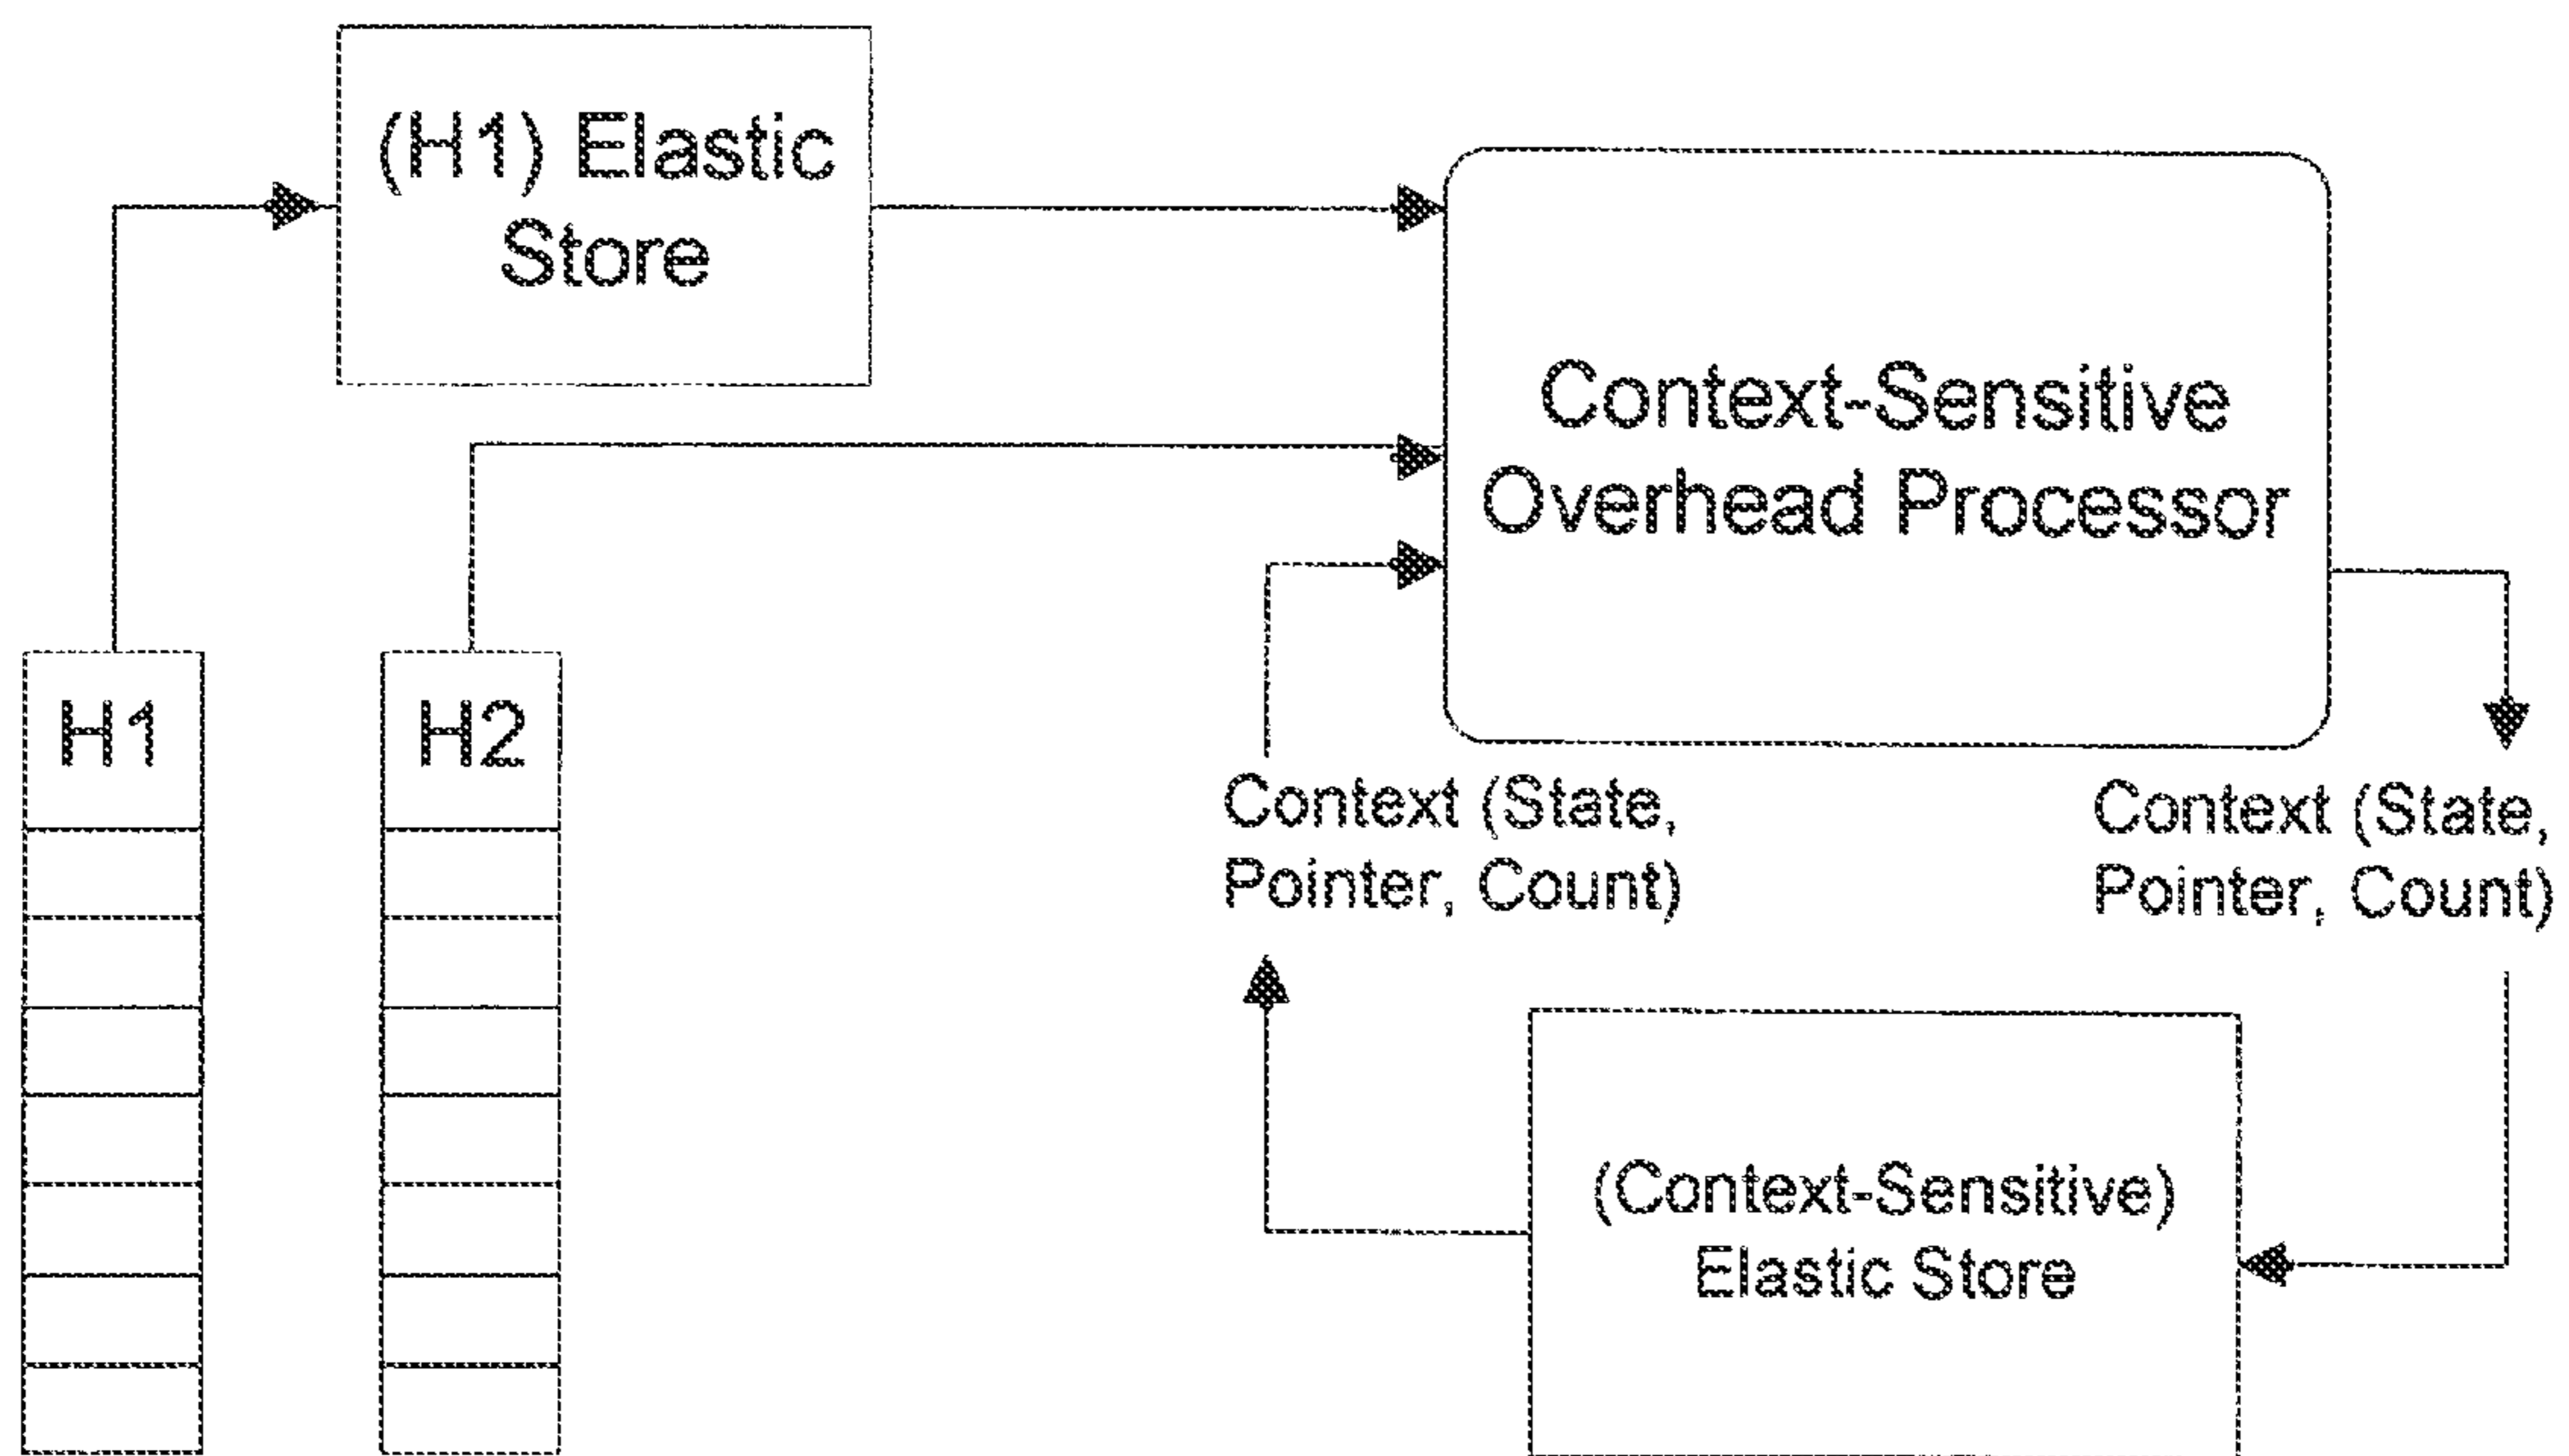 (H1) Elastic
Store
Context-Sensitive
Overhead Processor
H1
H2
Context (State,
Pointer, Count)
Context (State,
Pointer, Count)
(Context-Sensitive)
Elastic Store